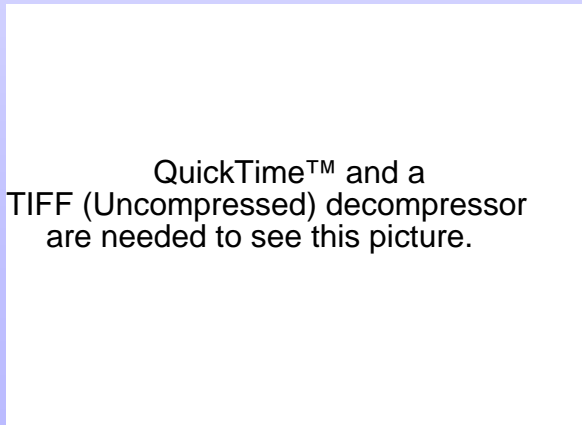 QuickTime™ and a
TIFF (Uncompressed) decompressor
are needed to see this picture.